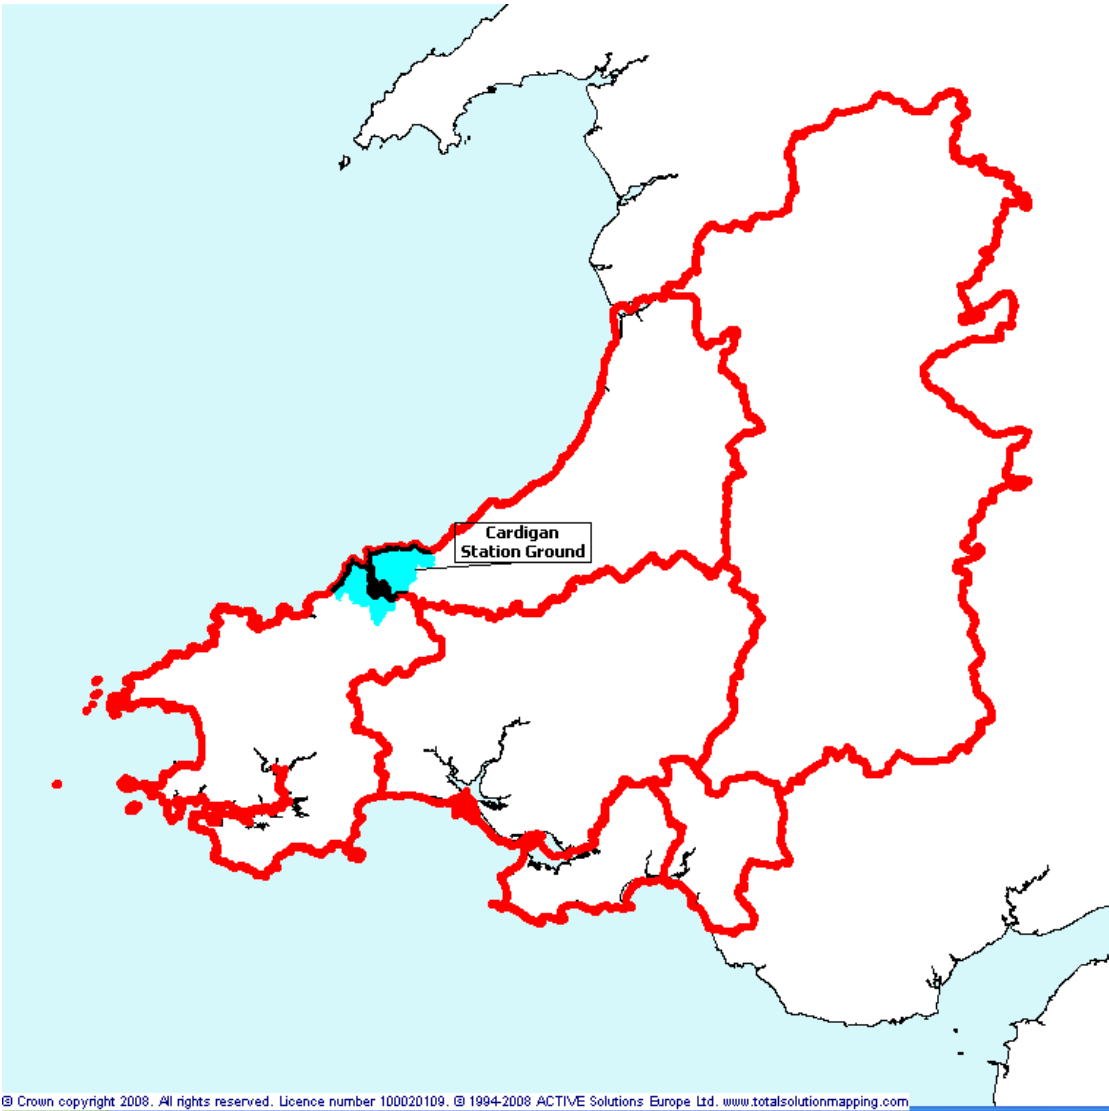 Cardigan
Station Ground
© Crown copyright 2008. All rights reserved. Licence number 100020109. © 1994-2008 ACTIVE Solutions Europe Ltd. www.totalsolutionmapping.com